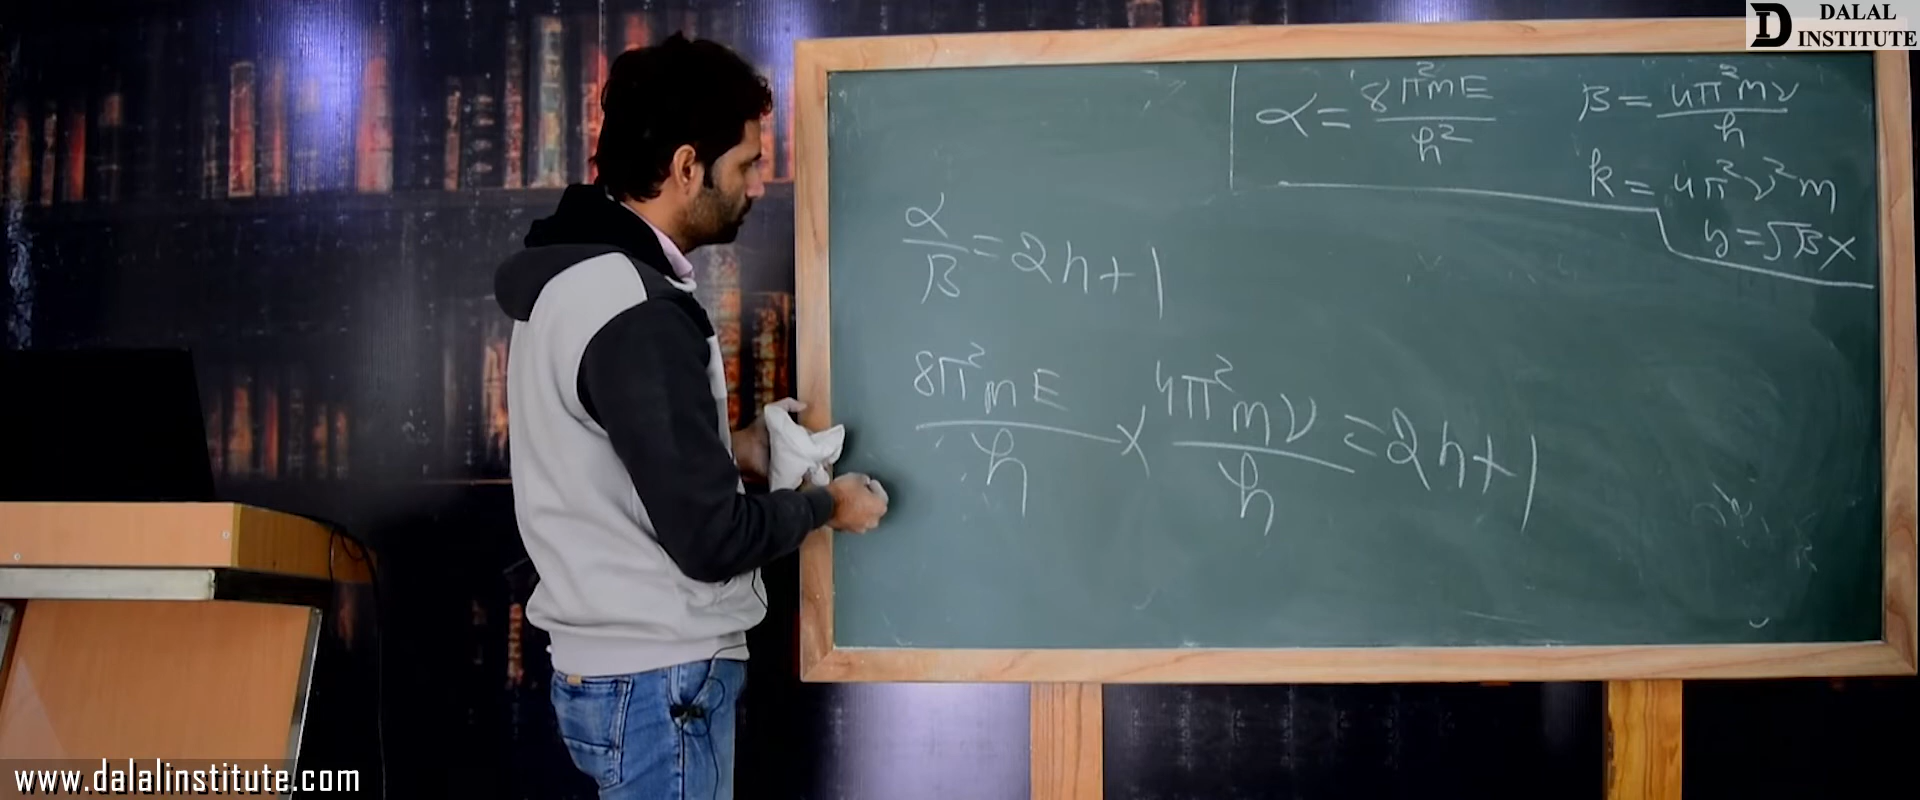 DALAL
INSTITUTE
α = 8π²mE / h²
β = 4π²mν / h
k = 4π²ν²m
y = √β x
α / β = 2n + 1
8π²mE / h × 4π²mν / h = 2n + 1
www.dalalinstitute.com